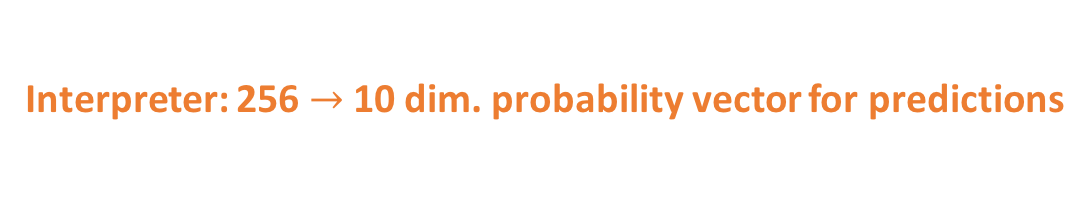 Interpreter: 256 → 10 dim. probability vector for predictions